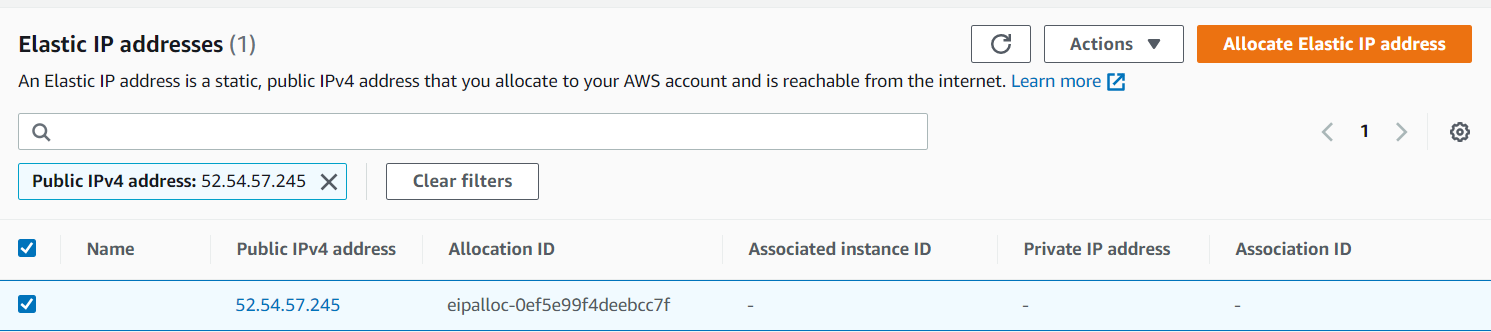 Elastic IP addresses (1)
Actions
Allocate Elastic IP address
An Elastic IP address is a static, public IPv4 address that you allocate to your AWS account and is reachable from the internet. Learn more
1
Public IPv4 address: 52.54.57.245
Clear filters
Name Public IPv4 address Allocation ID Associated instance ID Private IP address Association ID
52.54.57.245 eipalloc-0ef5e99f4deebcc7f - - -